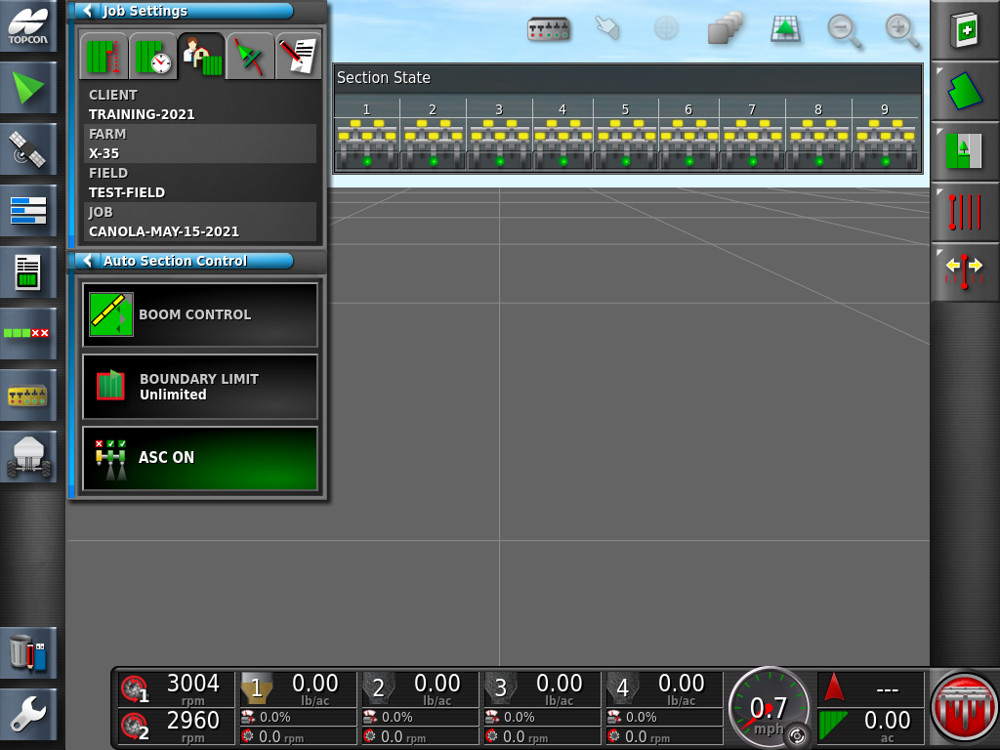 TOPCON
Job Settings
CLIENT
TRAINING-2021
FARM
X-35
FIELD
TEST-FIELD
JOB
CANOLA-MAY-15-2021
Section State
1 2 3 4 5 6 7 8 9
Auto Section Control
BOOM CONTROL
BOUNDARY LIMIT
Unlimited
ASC ON
1 3004 rpm
2 2960 rpm
1 0.00 lb/ac
0.0%
0.0 rpm
2 0.00 lb/ac
0.0%
0.0 rpm
3 0.00 lb/ac
0.0%
0.0 rpm
4 0.00 lb/ac
0.0%
0.0 rpm
0.7
mph
---
0.00
ac